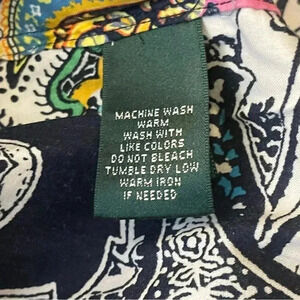 MACHINE WASH
WARM
WASH WITH
LIKE COLORS
DO NOT BLEACH
TUMBLE DRY LOW
WARM IRON
IF NEEDED